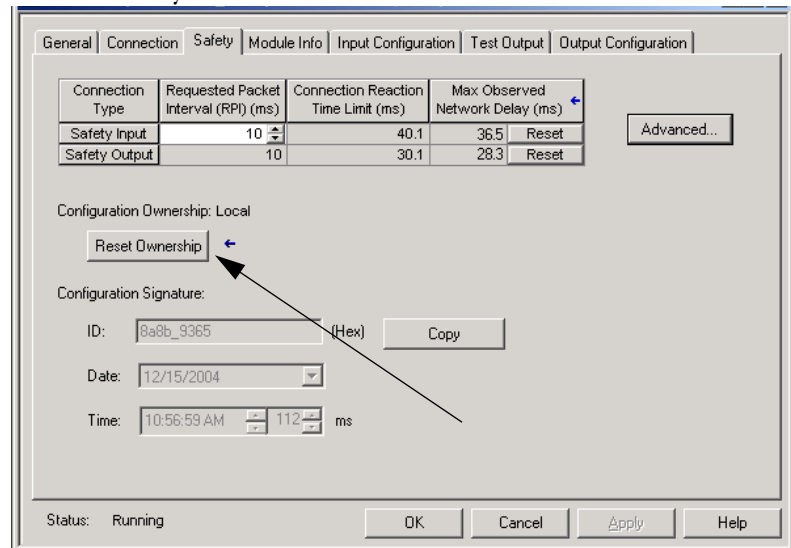 General Connection Safety Module Info Input Configuration Test Output Output Configuration
Connection Type Requested Packet Interval (RPI) (ms) Connection Reaction Time Limit (ms) Max Observed Network Delay (ms)
Safety Input 10 40.1 36.5 Reset
Safety Output 10 30.1 28.3 Reset
Advanced...
Configuration Ownership: Local
Reset Ownership
Configuration Signature:
ID: 8a8b_9365 (Hex) Copy
Date: 12/15/2004
Time: 10:56:59 AM 112 ms
Status: Running OK Cancel Apply Help